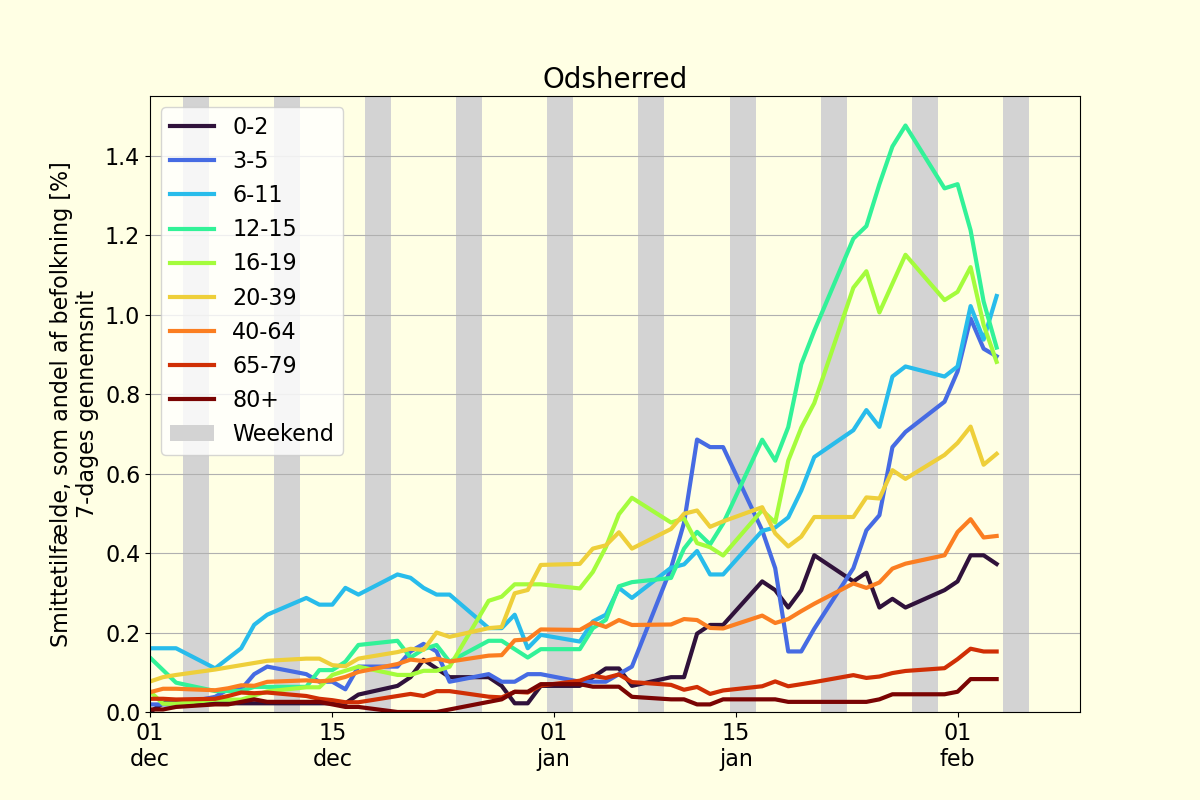 Odsherred
Smittetilfælde, som andel af befolkning [%]
7-dages gennemsnit
1.4
1.2
1.0
0.8
0.6
0.4
0.2
0.0
0-2
3-5
6-11
12-15
16-19
20-39
40-64
65-79
80+
Weekend
01
dec
15
dec
01
jan
15
jan
01
feb